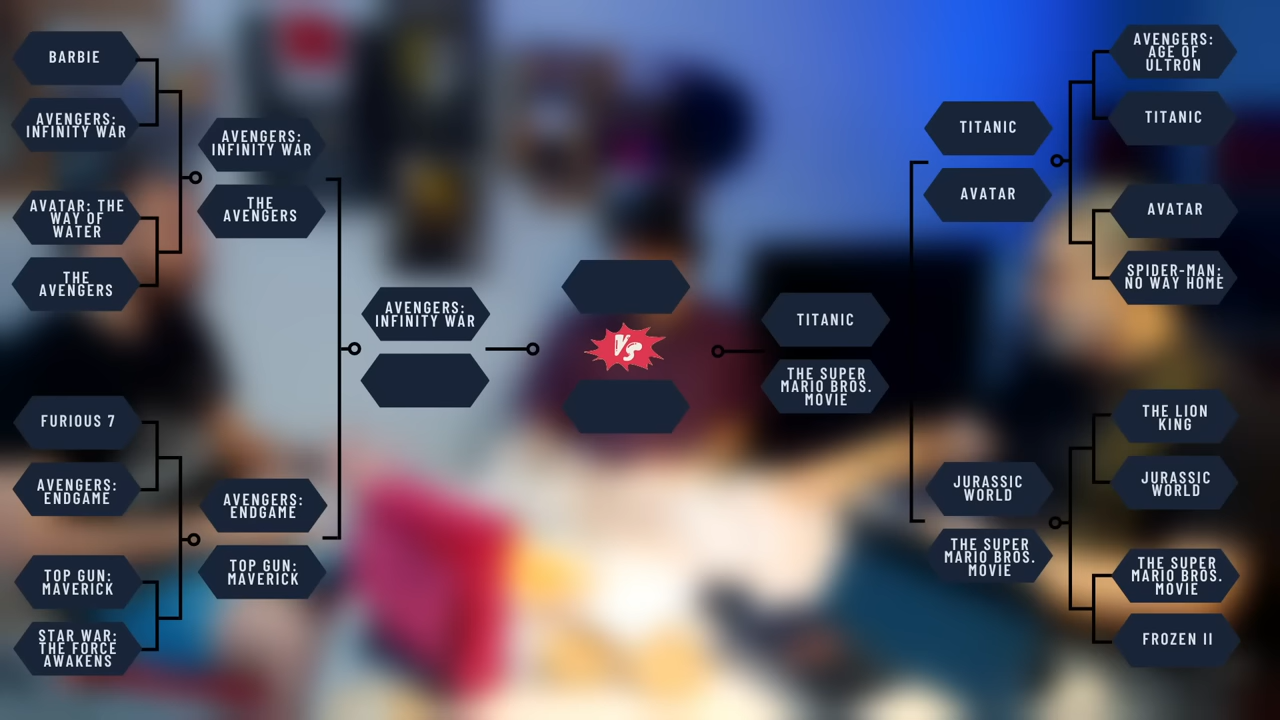 BARBIE
AVENGERS:
INFINITY WAR
AVATAR: THE
WAY OF
WATER
THE
AVENGERS
FURIOUS 7
AVENGERS:
ENDGAME
TOP GUN:
MAVERICK
STAR WAR:
THE FORCE
AWAKENS
AVENGERS:
INFINITY WAR
THE
AVENGERS
AVENGERS:
ENDGAME
TOP GUN:
MAVERICK
AVENGERS:
INFINITY WAR
VS
TITANIC
THE SUPER
MARIO BROS.
MOVIE
TITANIC
AVATAR
JURASSIC
WORLD
THE SUPER
MARIO BROS.
MOVIE
AVENGERS:
AGE OF
ULTRON
TITANIC
AVATAR
SPIDER-MAN:
NO WAY HOME
THE LION
KING
JURASSIC
WORLD
THE SUPER
MARIO BROS.
MOVIE
FROZEN II